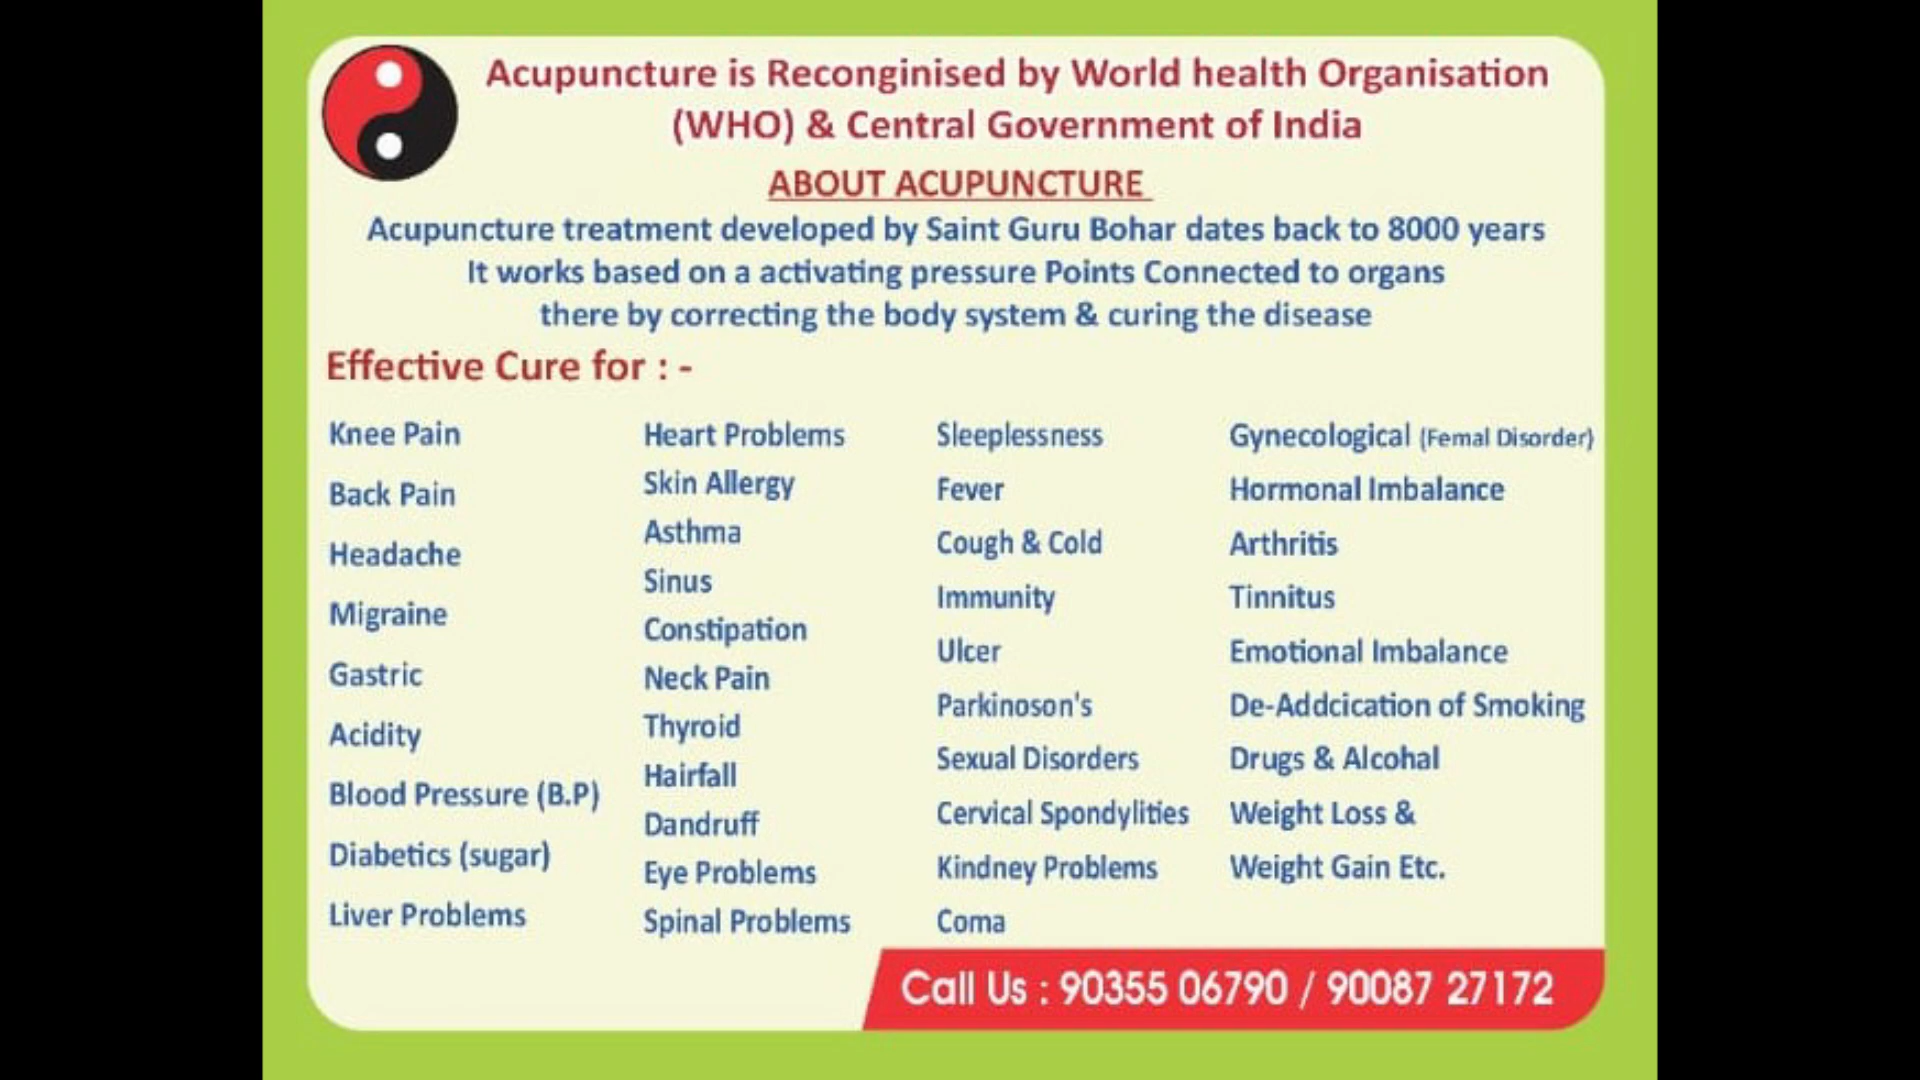 Acupuncture is Reconginised by World health Organisation
(WHO) & Central Government of India
ABOUT ACUPUNCTURE
Acupuncture treatment developed by Saint Guru Bohar dates back to 8000 years
It works based on a activating pressure Points Connected to organs
there by correcting the body system & curing the disease
Effective Cure for : -
Knee Pain
Back Pain
Headache
Migraine
Gastric
Acidity
Blood Pressure (B.P)
Diabetics (sugar)
Liver Problems
Heart Problems
Skin Allergy
Asthma
Sinus
Constipation
Neck Pain
Thyroid
Hairfall
Dandruff
Eye Problems
Spinal Problems
Sleeplessness
Fever
Cough & Cold
Immunity
Ulcer
Parkinoson's
Sexual Disorders
Cervical Spondylities
Kindney Problems
Coma
Gynecological (Femal Disorder)
Hormonal Imbalance
Arthritis
Tinnitus
Emotional Imbalance
De-Addcication of Smoking
Drugs & Alcohal
Weight Loss &
Weight Gain Etc.
Call Us : 90355 06790 / 90087 27172